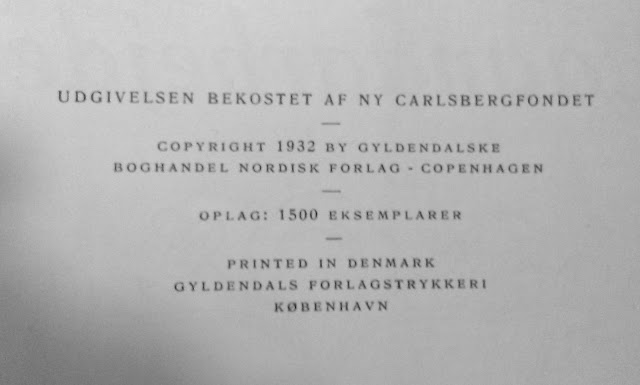 UDGIVELSEN BEKOSTET AF NY CARLSBERGFONDET
COPYRIGHT 1932 BY GYLDENDALSKE
BOGHANDEL NORDISK FORLAG - COPENHAGEN
OPLAG: 1500 EKSEMPLARER
PRINTED IN DENMARK
GYLDENDALS FORLAGSTRYKKERI
KØBENHAVN